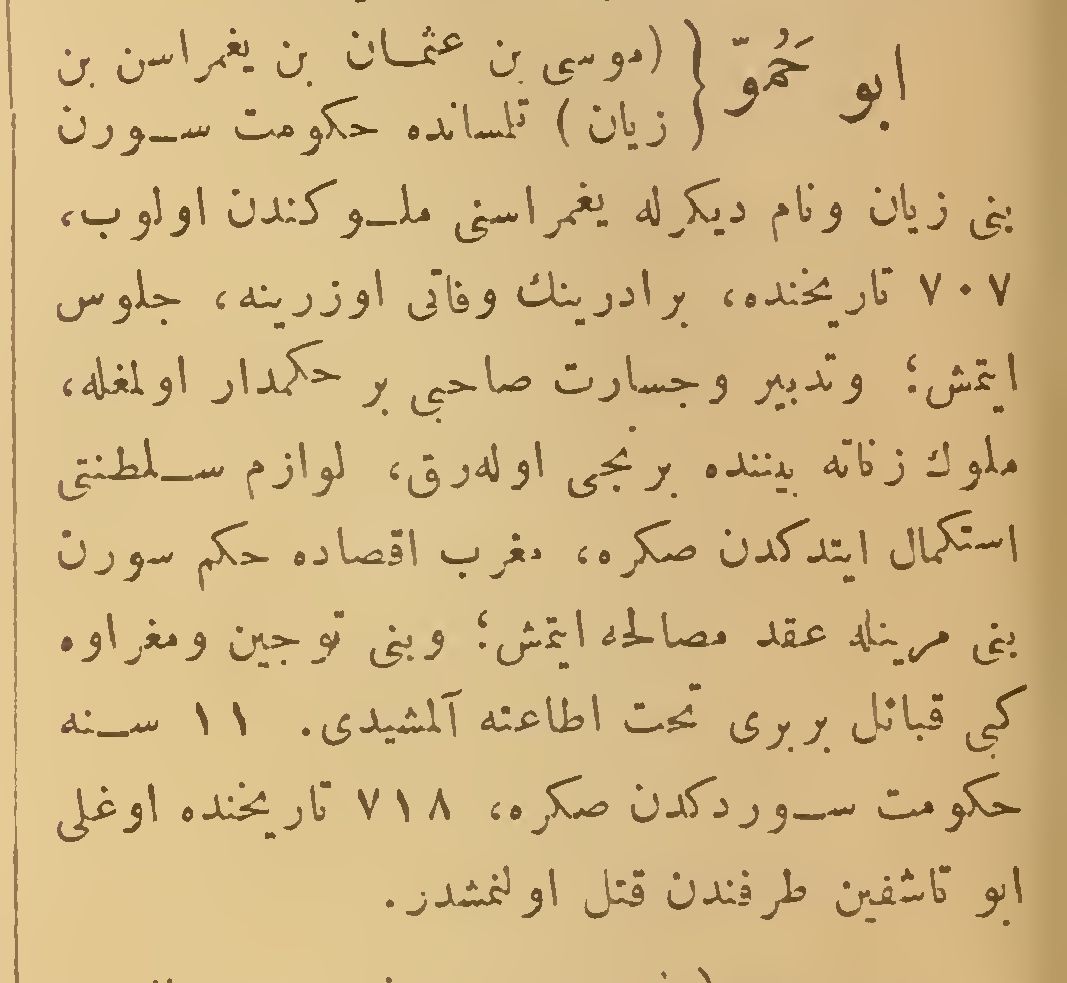 ابو حَمُوّ { (موسى بن عثمان بن يغمراسن بن
زيان) تلمسانده حكومت سورن
بنى زيان ونام ديكرله يغمراسنى ملوكندن اولوب،
٧٠٧ تاريخنده، برادرينك وفاتى اوزرينه، جلوس
ايتمش؛ وتدبير وجسارت صاحبى بر حكمدار اولمغله،
ملوك زناته بيننده برنجى اوله‌رق، لوازم سلطنتى
استكمال ايتدكدن صكره، مغرب اقصاده حكم سورن
بنى مرينله عقد مصالحه ايتمش؛ وبنى توجين ومغراوه
كبى قبائل بربرى تحت اطاعته آلمشيدى. ١١ سنه
حكومت سوردكدن صكره، ٧١٨ تاريخنده اوغلى
ابو تاشفين طرفندن قتل اولنمشدر.